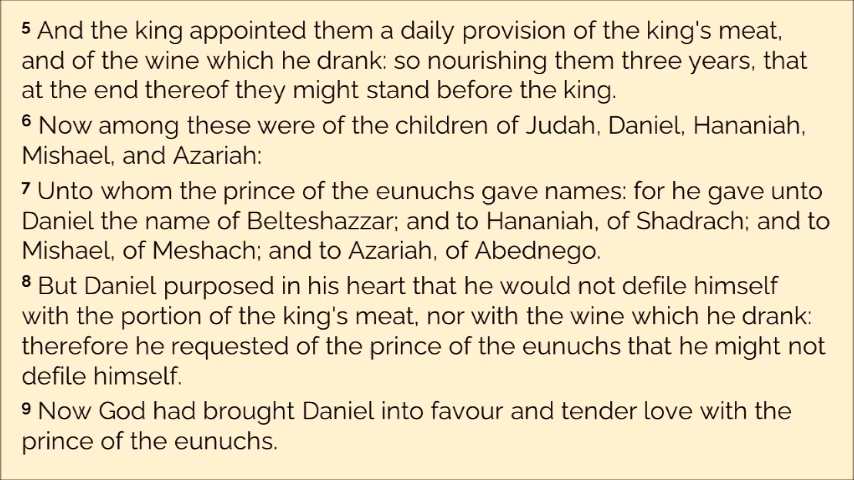 5 And the king appointed them a daily provision of the king's meat,
and of the wine which he drank: so nourishing them three years, that
at the end thereof they might stand before the king.
6 Now among these were of the children of Judah, Daniel, Hananiah,
Mishael, and Azariah:
7 Unto whom the prince of the eunuchs gave names: for he gave unto
Daniel the name of Belteshazzar; and to Hananiah, of Shadrach; and to
Mishael, of Meshach; and to Azariah, of Abednego.
8 But Daniel purposed in his heart that he would not defile himself
with the portion of the king's meat, nor with the wine which he drank:
therefore he requested of the prince of the eunuchs that he might not
defile himself.
9 Now God had brought Daniel into favour and tender love with the
prince of the eunuchs.